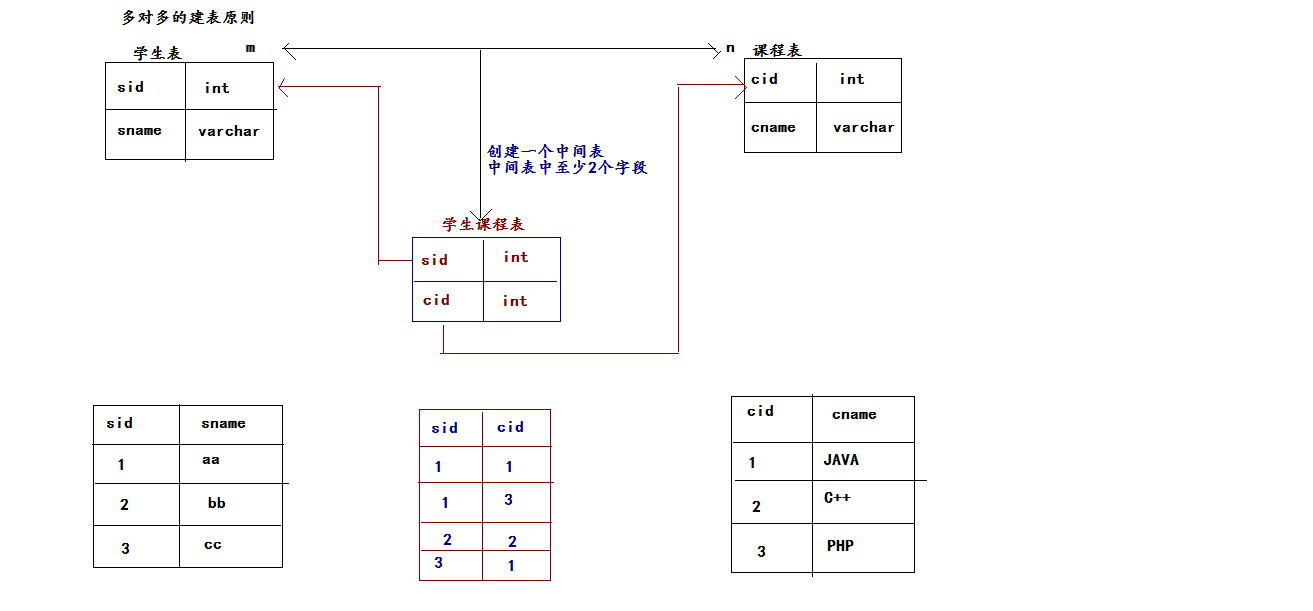 多对多的建表原则
学生表 m n 课程表
sid int
sname varchar
cid int
cname varchar
创建一个中间表
中间表中至少2个字段
学生课程表
sid int
cid int
sid sname
1 aa
2 bb
3 cc
sid cid
1 1
1 3
2 2
3 1
cid cname
1 JAVA
2 C++
3 PHP